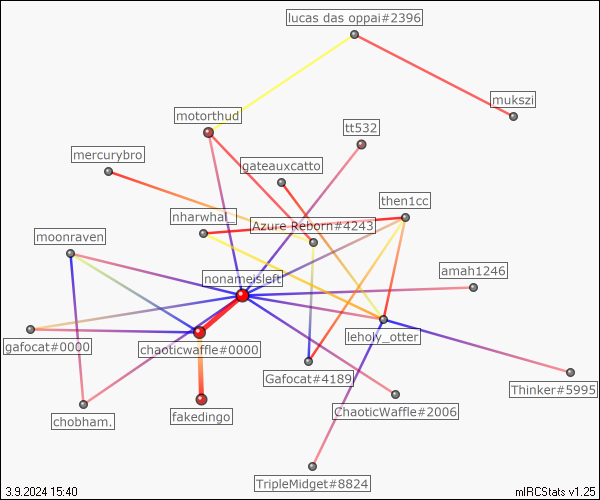 lucas das oppai#2396
mukszi
motorthud
tt532
mercurybro
gateauxcatto
then1cc
nharwhal_
Azure Reborn#4243
moonraven
amah1246
nonameisleft
leholy_otter
gafocat#0000
chaoticwaffle#0000
Gafocat#4189
Thinker#5995
ChaoticWaffle#2006
chobham.
fakedingo
TripleMidget#8824
3.9.2024 15:40
mIRCStats v1.25